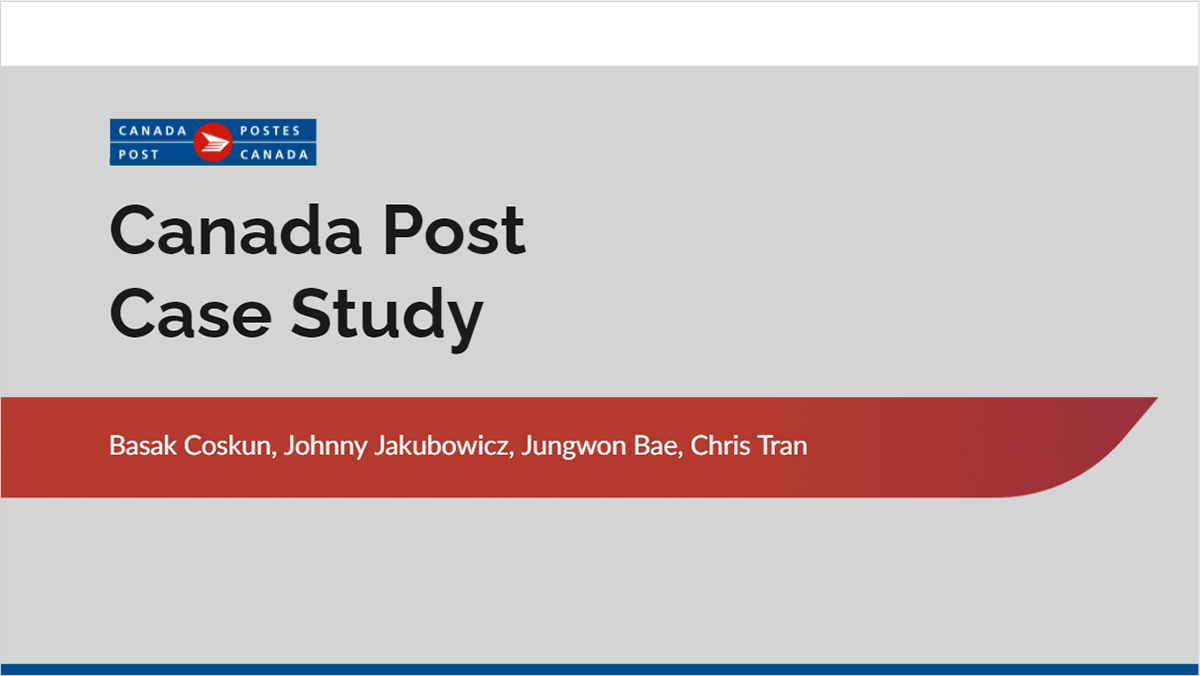 CANADA POSTES
POST CANADA
Canada Post
Case Study
Basak Coskun, Johnny Jakubowicz, Jungwon Bae, Chris Tran